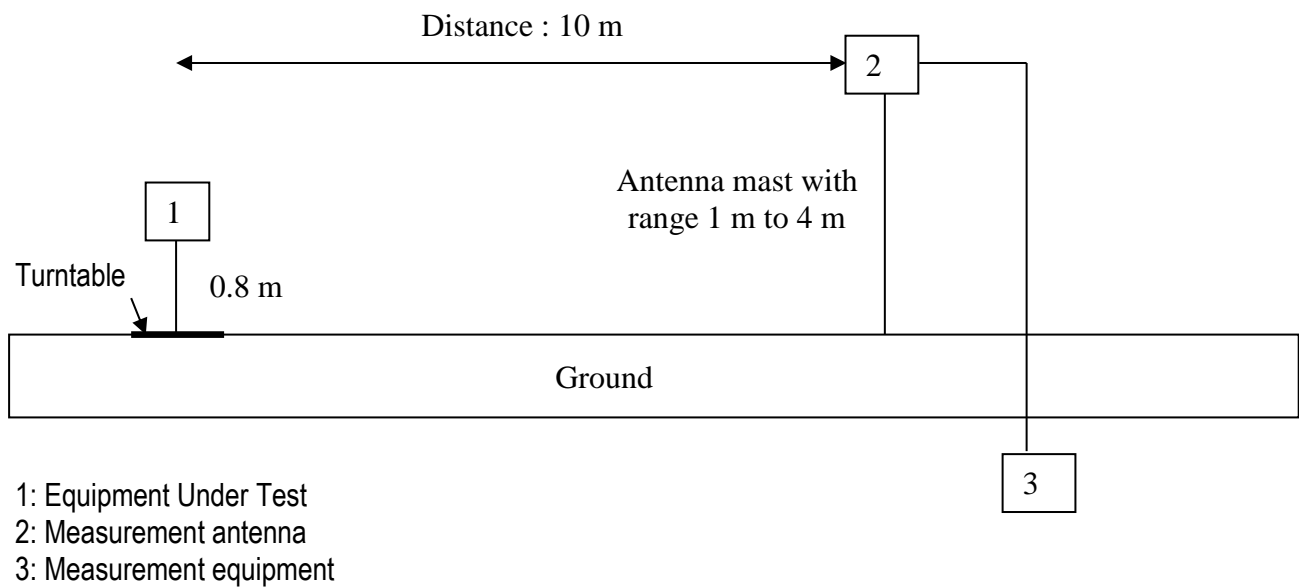 Distance : 10 m
2
Antenna mast with
range 1 m to 4 m
1
Turntable
0.8 m
Ground
3
1: Equipment Under Test
2: Measurement antenna
3: Measurement equipment